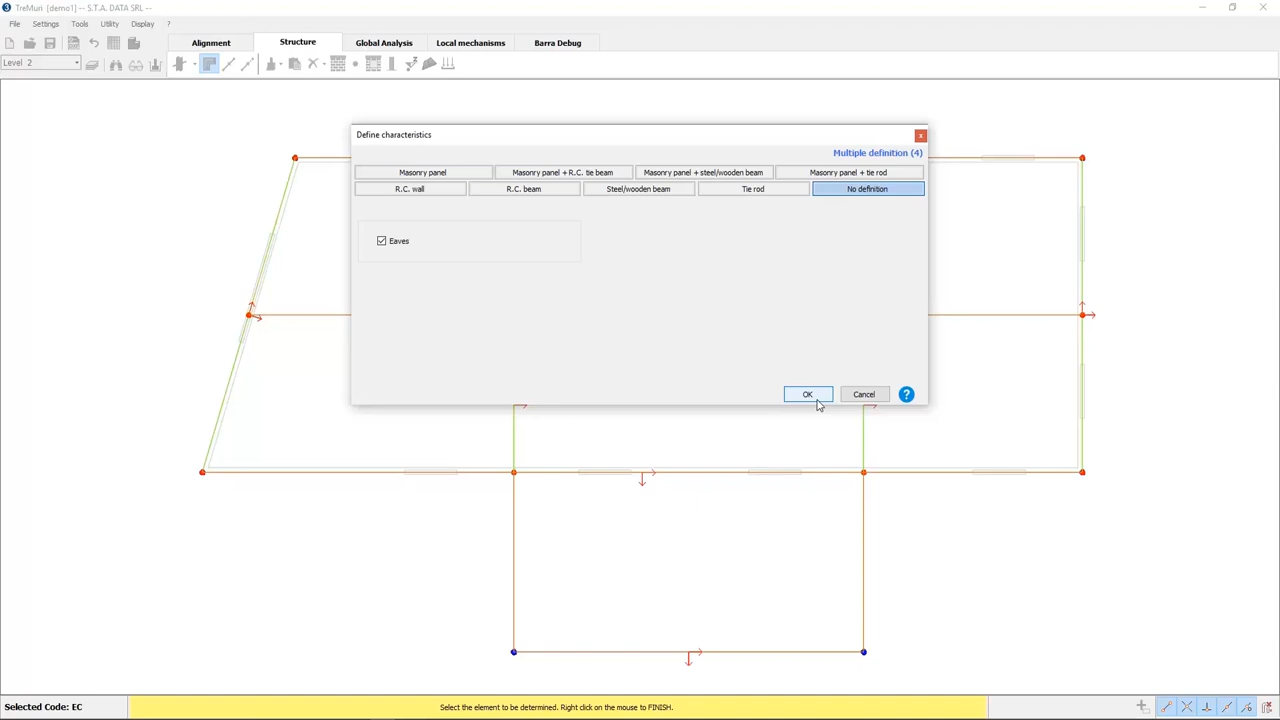 TreMuri [demo1] -- S.T.A. DATA SRL --
File Settings Tools Utility Display ?
Alignment Structure Global Analysis Local mechanisms Barra Debug
Level 2
Define characteristics
Multiple definition (4)
Masonry panel Masonry panel + R.C. tie beam Masonry panel + steel/wooden beam Masonry panel + tie rod
R.C. wall R.C. beam Steel/wooden beam Tie rod No definition
Eaves
OK Cancel ?
Selected Code: EC Select the element to be determined. Right click on the mouse to FINISH.